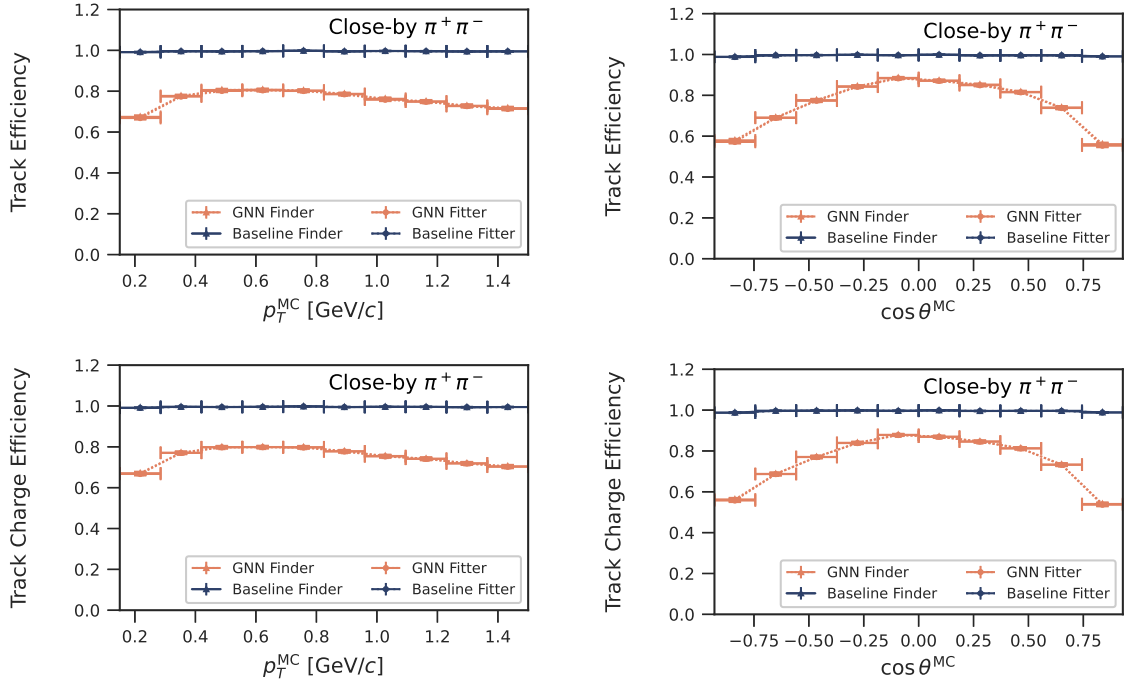 Track Efficiency
1.2
1.0
0.8
0.6
0.4
0.2
0.0
Close-by π⁺π⁻
GNN Finder GNN Fitter
Baseline Finder Baseline Fitter
0.2 0.4 0.6 0.8 1.0 1.2 1.4
p_T^MC [GeV/c]
Track Efficiency
1.2
1.0
0.8
0.6
0.4
0.2
0.0
Close-by π⁺π⁻
GNN Finder GNN Fitter
Baseline Finder Baseline Fitter
−0.75 −0.50 −0.25 0.00 0.25 0.50 0.75
cos θ^MC
Track Charge Efficiency
1.2
1.0
0.8
0.6
0.4
0.2
0.0
Close-by π⁺π⁻
GNN Finder GNN Fitter
Baseline Finder Baseline Fitter
0.2 0.4 0.6 0.8 1.0 1.2 1.4
p_T^MC [GeV/c]
Track Charge Efficiency
1.2
1.0
0.8
0.6
0.4
0.2
0.0
Close-by π⁺π⁻
GNN Finder GNN Fitter
Baseline Finder Baseline Fitter
−0.75 −0.50 −0.25 0.00 0.25 0.50 0.75
cos θ^MC